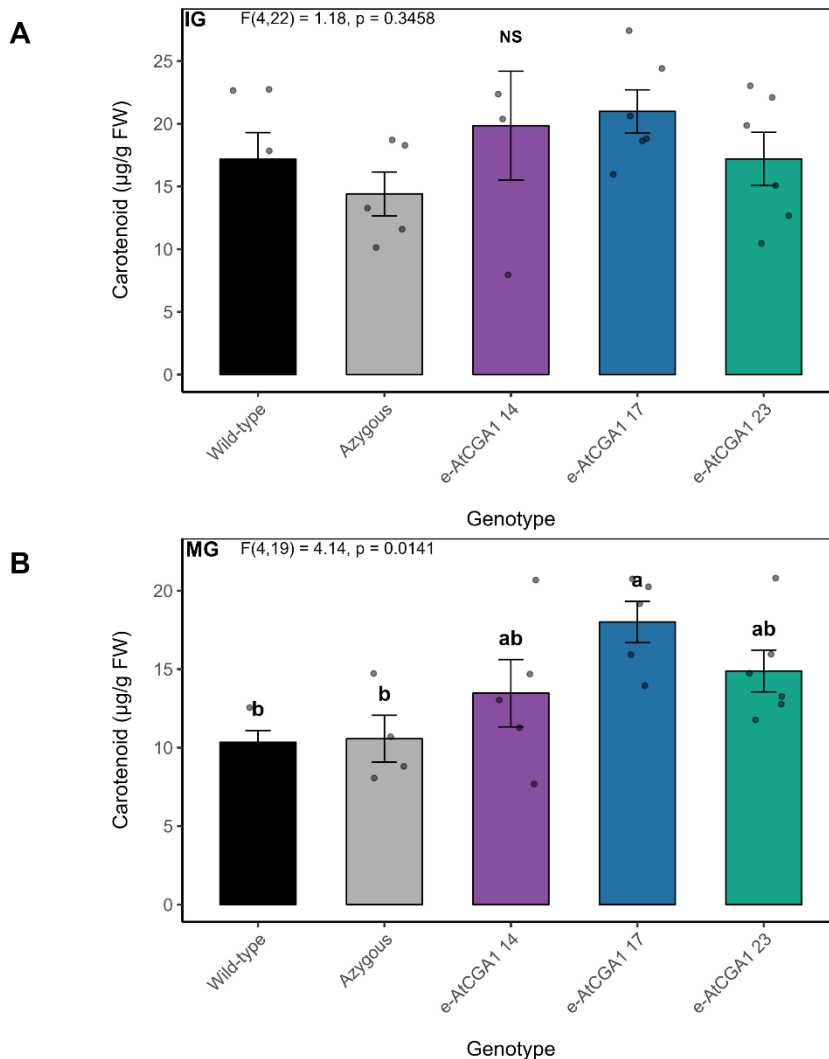 A
IG F(4,22) = 1.18, p = 0.3458
NS
25
20
15
10
5
0
Carotenoid (µg/g FW)
Wild-type
Azygous
e-AtCGA1 14
e-AtCGA1 17
e-AtCGA1 23
Genotype
B
MG F(4,19) = 4.14, p = 0.0141
b
b
ab
a
ab
20
15
10
5
0
Carotenoid (µg/g FW)
Wild-type
Azygous
e-AtCGA1 14
e-AtCGA1 17
e-AtCGA1 23
Genotype